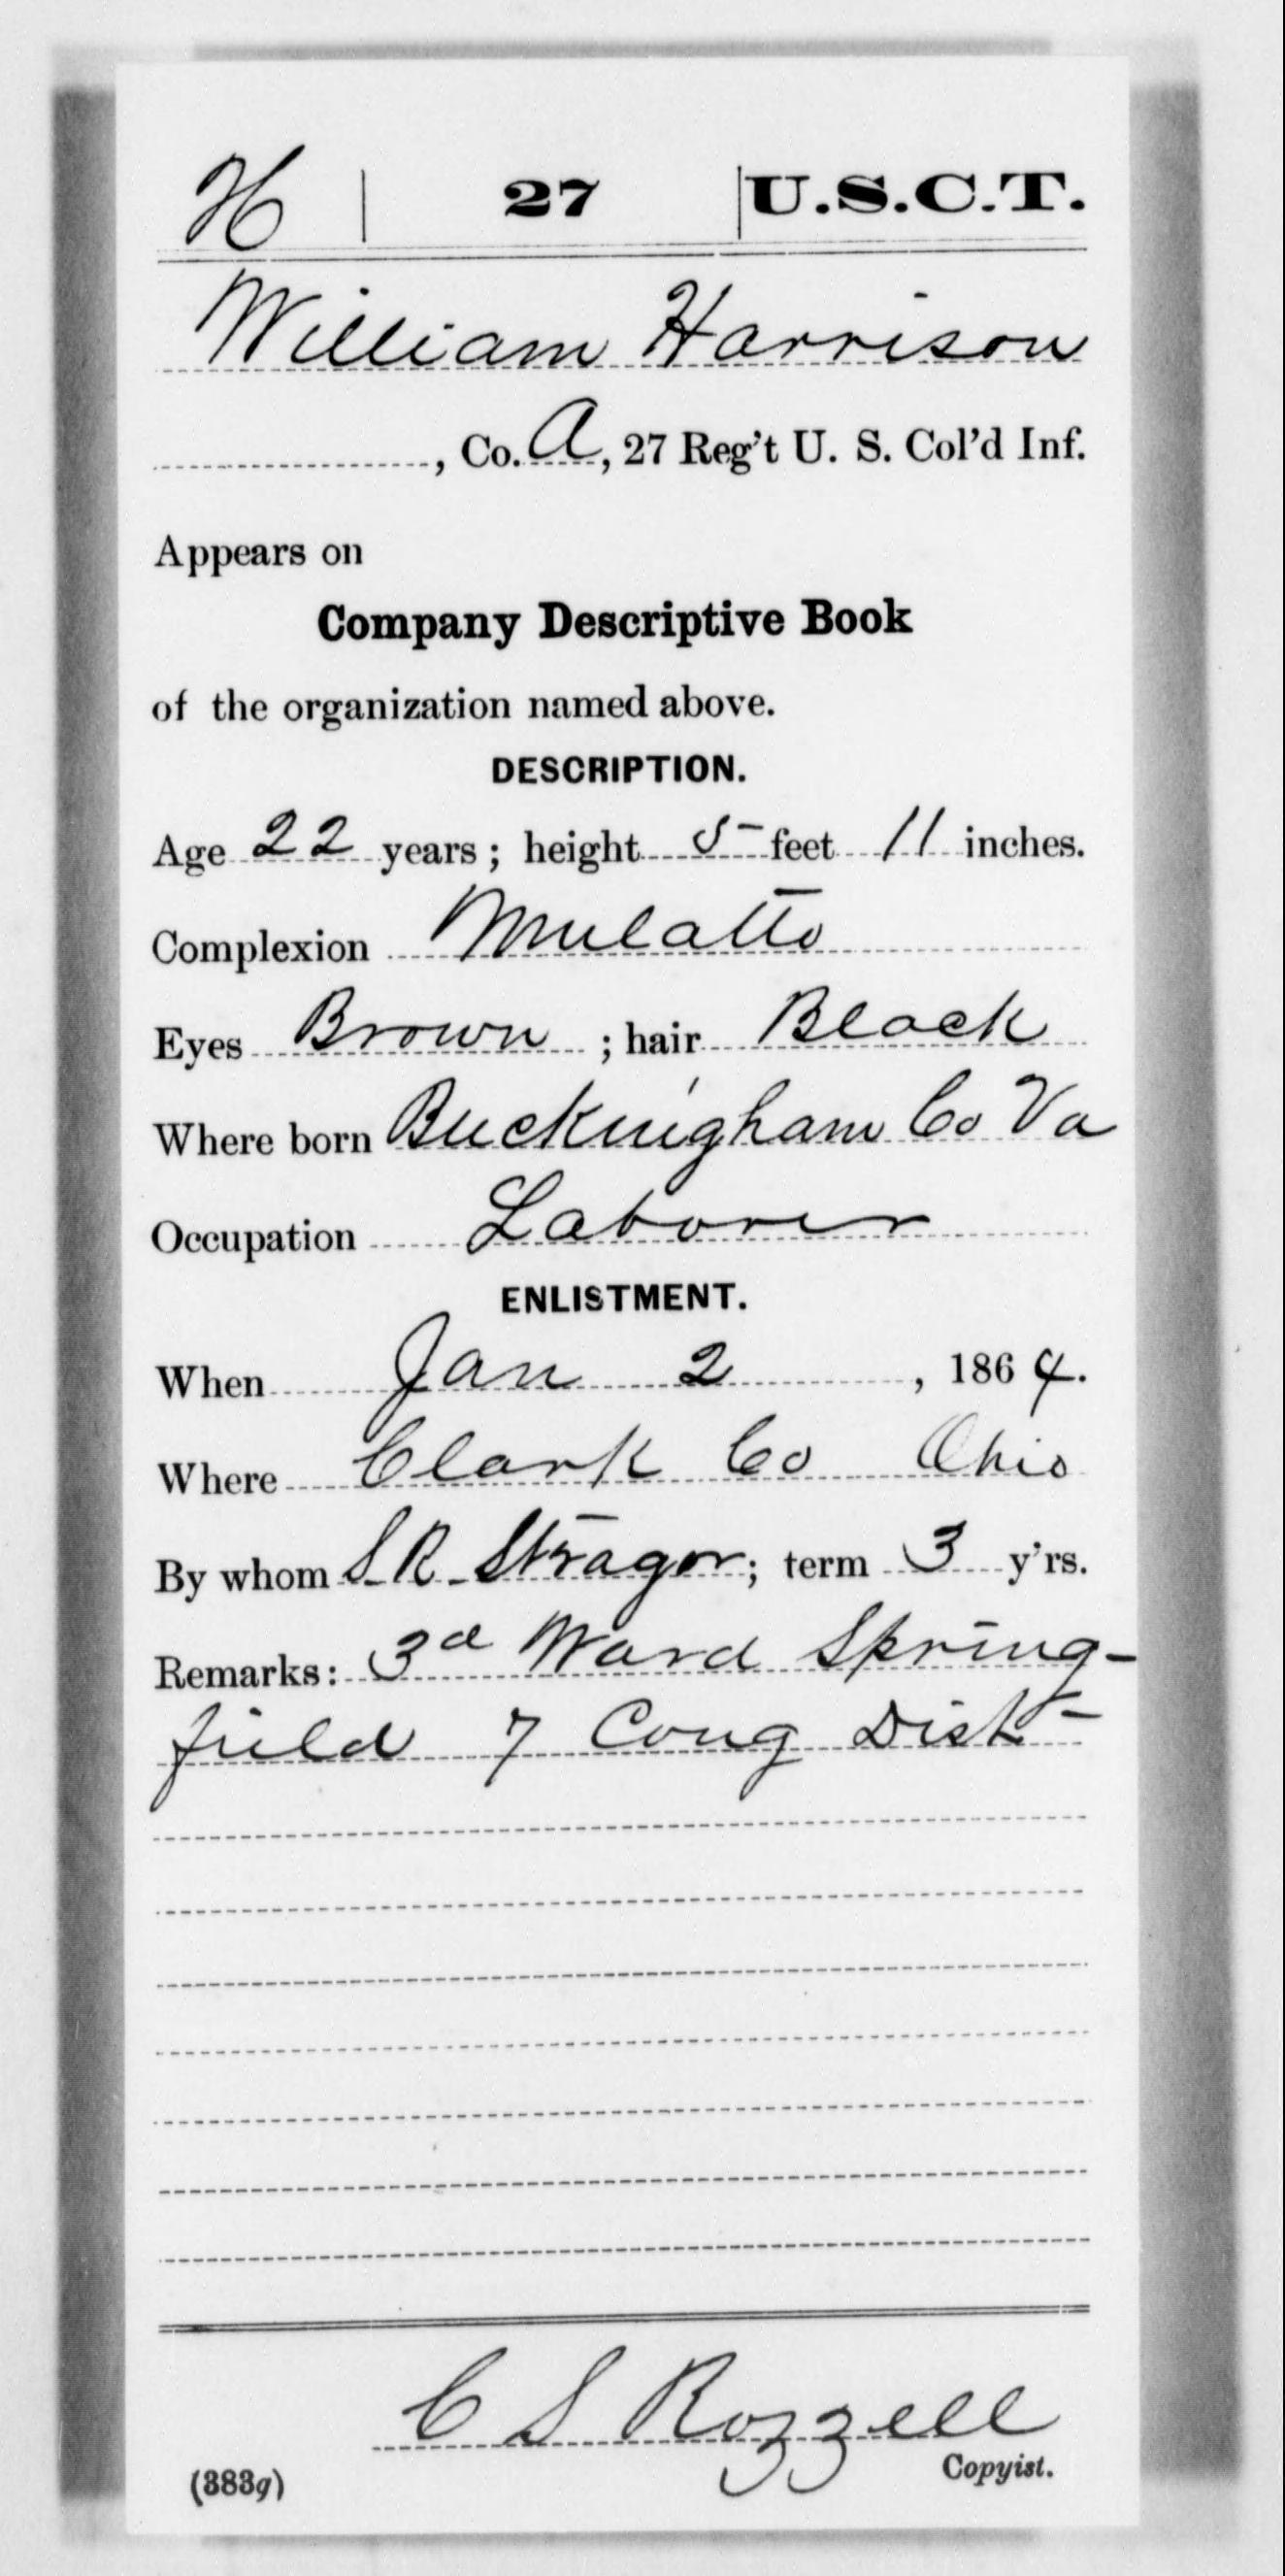 H | 27 | U.S.C.T.
William Harrison
, Co. A, 27 Reg't U. S. Col'd Inf.
Appears on
Company Descriptive Book
of the organization named above.
DESCRIPTION.
Age 22 years; height 5 feet 11 inches.
Complexion Mulatto
Eyes Brown ; hair Black
Where born Buckingham Co Va
Occupation Laborer
ENLISTMENT.
When Jan 2, 1864.
Where Clark Co Ohio
By whom S. R. Stragor; term 3 y'rs.
Remarks: 3d Ward Spring-
field 7 Cong Dist
C S Rozzell
(383g) Copyist.